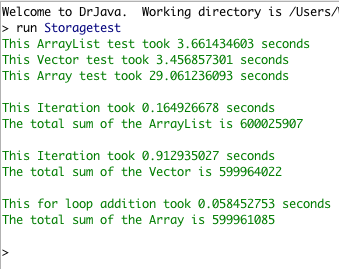 Welcome to DrJava.  Working directory is /Users/
> run Storagetest
This ArrayList test took 3.661434603 seconds
This Vector test took 3.456857301 seconds
This Array test took 29.061236093 seconds
This Iteration took 0.164926678 seconds
The total sum of the ArrayList is 600025907
This Iteration took 0.912935027 seconds
The total sum of the Vector is 599964022
This for loop addition took 0.058452753 seconds
The total sum of the Array is 599961085
>